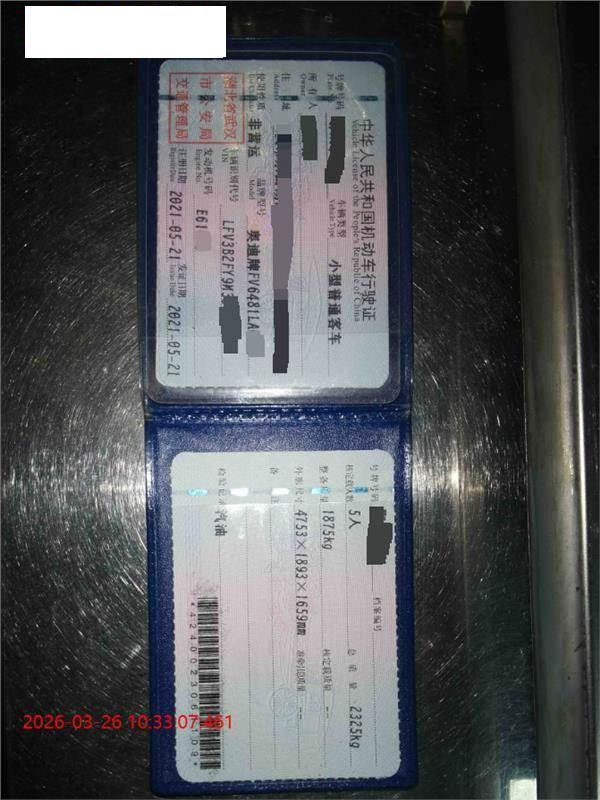 中华人民共和国机动车行驶证
Vehicle License of the People's Republic of China
号牌号码
Plate No.
车辆类型
Vehicle Type
小型普通客车
所有人
Owner
住址
Address
使用性质
非营运
品牌型号
Model
奥迪牌FV6481LA
湖北省武汉
市公安局
交通管理局
车辆识别代号
VIN
LFV3B2FY9M3
发动机号码
Engine No.
E61
注册日期
Register Date
2021-05-21
发证日期
Issue Date
2021-05-21
号牌号码
档案编号
核定载人数
5人
总质量
2325kg
整备质量
1875kg
核定载质量
--
外廓尺寸
4753×1893×1659mm
准牵引总质量
--
备注
检验记录
汽油
2026-03-26 10:33:07:461